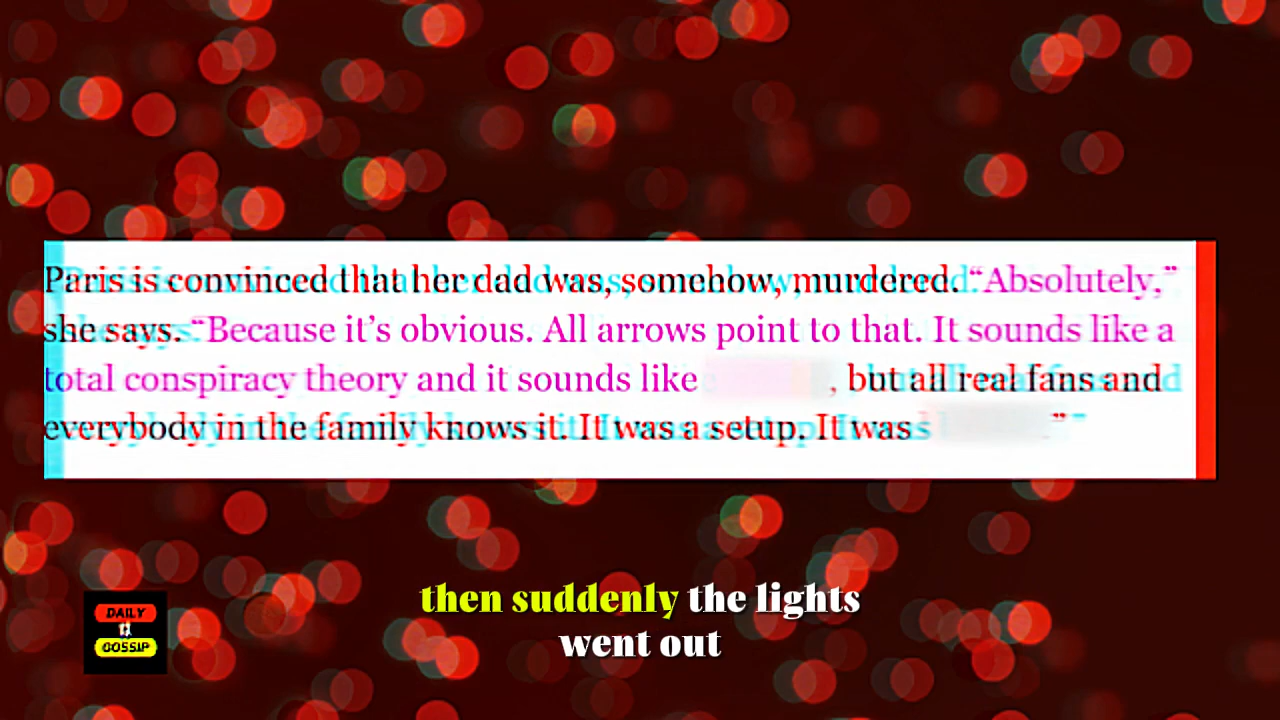 Paris is convinced that her dad was, somehow, murdered. “Absolutely,”
she says. “Because it’s obvious. All arrows point to that. It sounds like a
total conspiracy theory and it sounds like , but all real fans and
everybody in the family knows it. It was a setup. It was ”
then suddenly the lights
went out
DAILY
GOSSIP